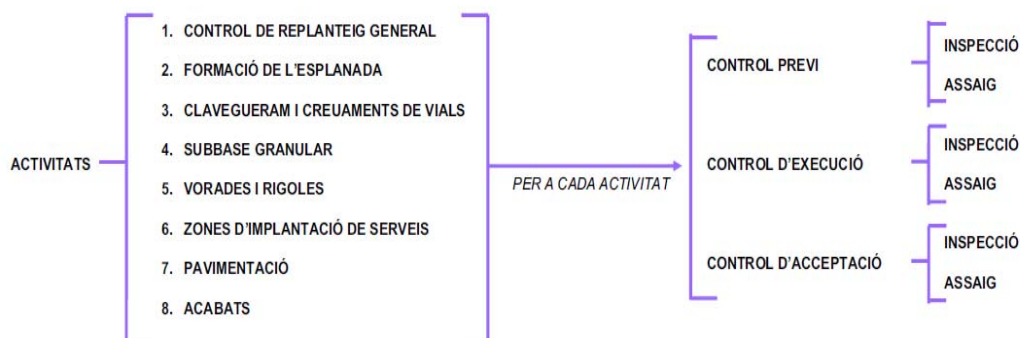 ACTIVITATS
1. CONTROL DE REPLANTEIG GENERAL
2. FORMACIÓ DE L'ESPLANADA
3. CLAVEGUERAM I CREUAMENTS DE VIALS
4. SUBBASE GRANULAR
5. VORADES I RIGOLES
6. ZONES D'IMPLANTACIÓ DE SERVEIS
7. PAVIMENTACIÓ
8. ACABATS
PER A CADA ACTIVITAT
CONTROL PREVI
INSPECCIÓ
ASSAIG
CONTROL D'EXECUCIÓ
INSPECCIÓ
ASSAIG
CONTROL D'ACCEPTACIÓ
INSPECCIÓ
ASSAIG